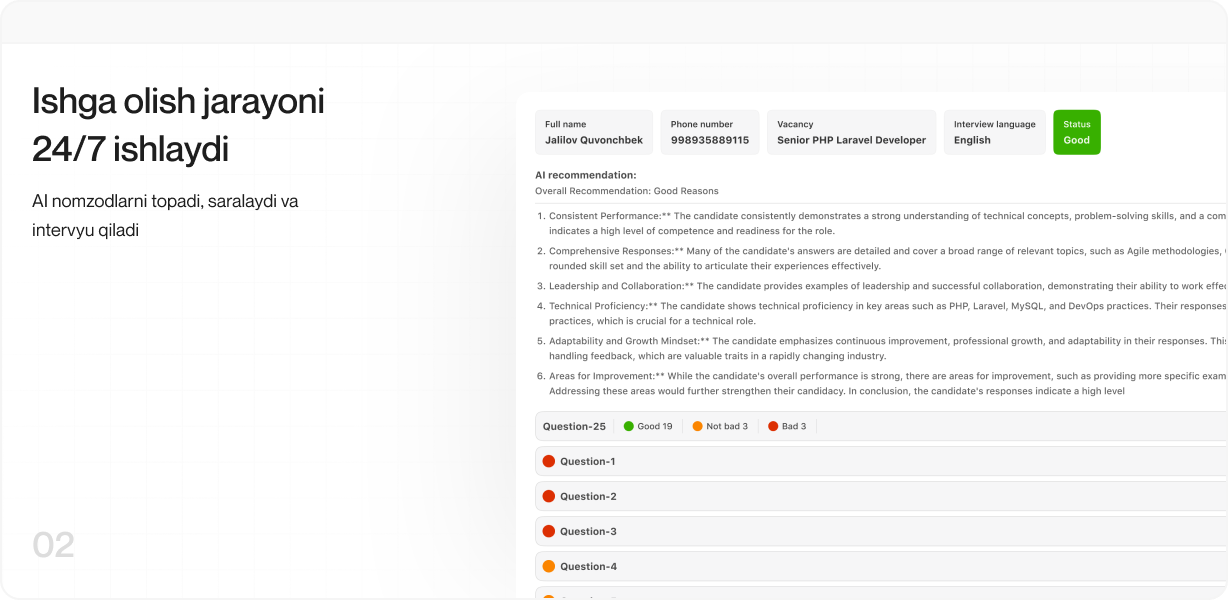 Ishga olish jarayoni
24/7 ishlaydi
AI nomzodlarni topadi, saralaydi va
intervyu qiladi
02
Full name
Jalilov Quvonchbek
Phone number
998935889115
Vacancy
Senior PHP Laravel Developer
Interview language
English
Status
Good
AI recommendation:
Overall Recommendation: Good Reasons
1. Consistent Performance:** The candidate consistently demonstrates a strong understanding of technical concepts, problem-solving skills, and a com
indicates a high level of competence and readiness for the role.
2. Comprehensive Responses:** Many of the candidate's answers are detailed and cover a broad range of relevant topics, such as Agile methodologies,
rounded skill set and the ability to articulate their experiences effectively.
3. Leadership and Collaboration:** The candidate provides examples of leadership and successful collaboration, demonstrating their ability to work effec
4. Technical Proficiency:** The candidate shows technical proficiency in key areas such as PHP, Laravel, MySQL, and DevOps practices. Their responses
practices, which is crucial for a technical role.
5. Adaptability and Growth Mindset:** The candidate emphasizes continuous improvement, professional growth, and adaptability in their responses. This
handling feedback, which are valuable traits in a rapidly changing industry.
6. Areas for Improvement:** While the candidate's overall performance is strong, there are areas for improvement, such as providing more specific exam
Addressing these areas would further strengthen their candidacy. In conclusion, the candidate's responses indicate a high level
Question-25 Good 19 Not bad 3 Bad 3
Question-1
Question-2
Question-3
Question-4